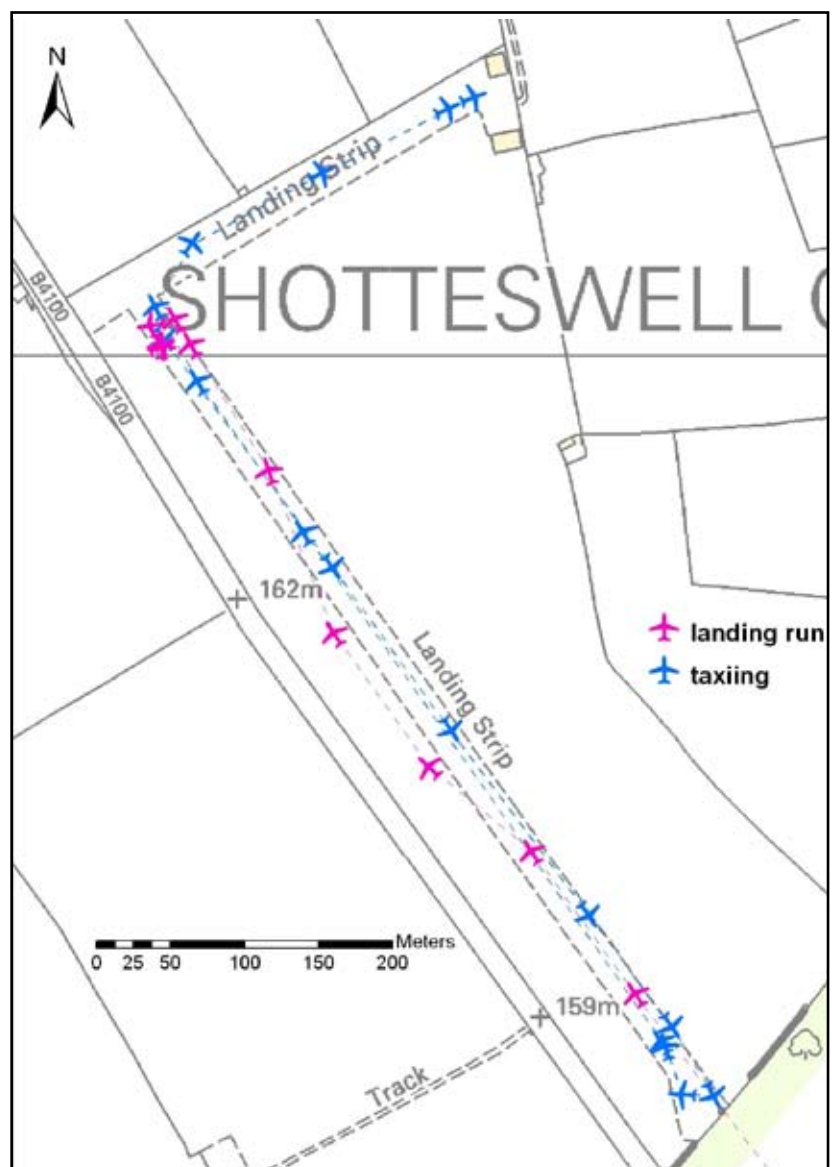 N
Landing Strip
B4100
SHOTTESWELL
B4100
162m
landing run
Landing Strip
taxiing
Meters
0 25 50 100 150 200
159m
Track